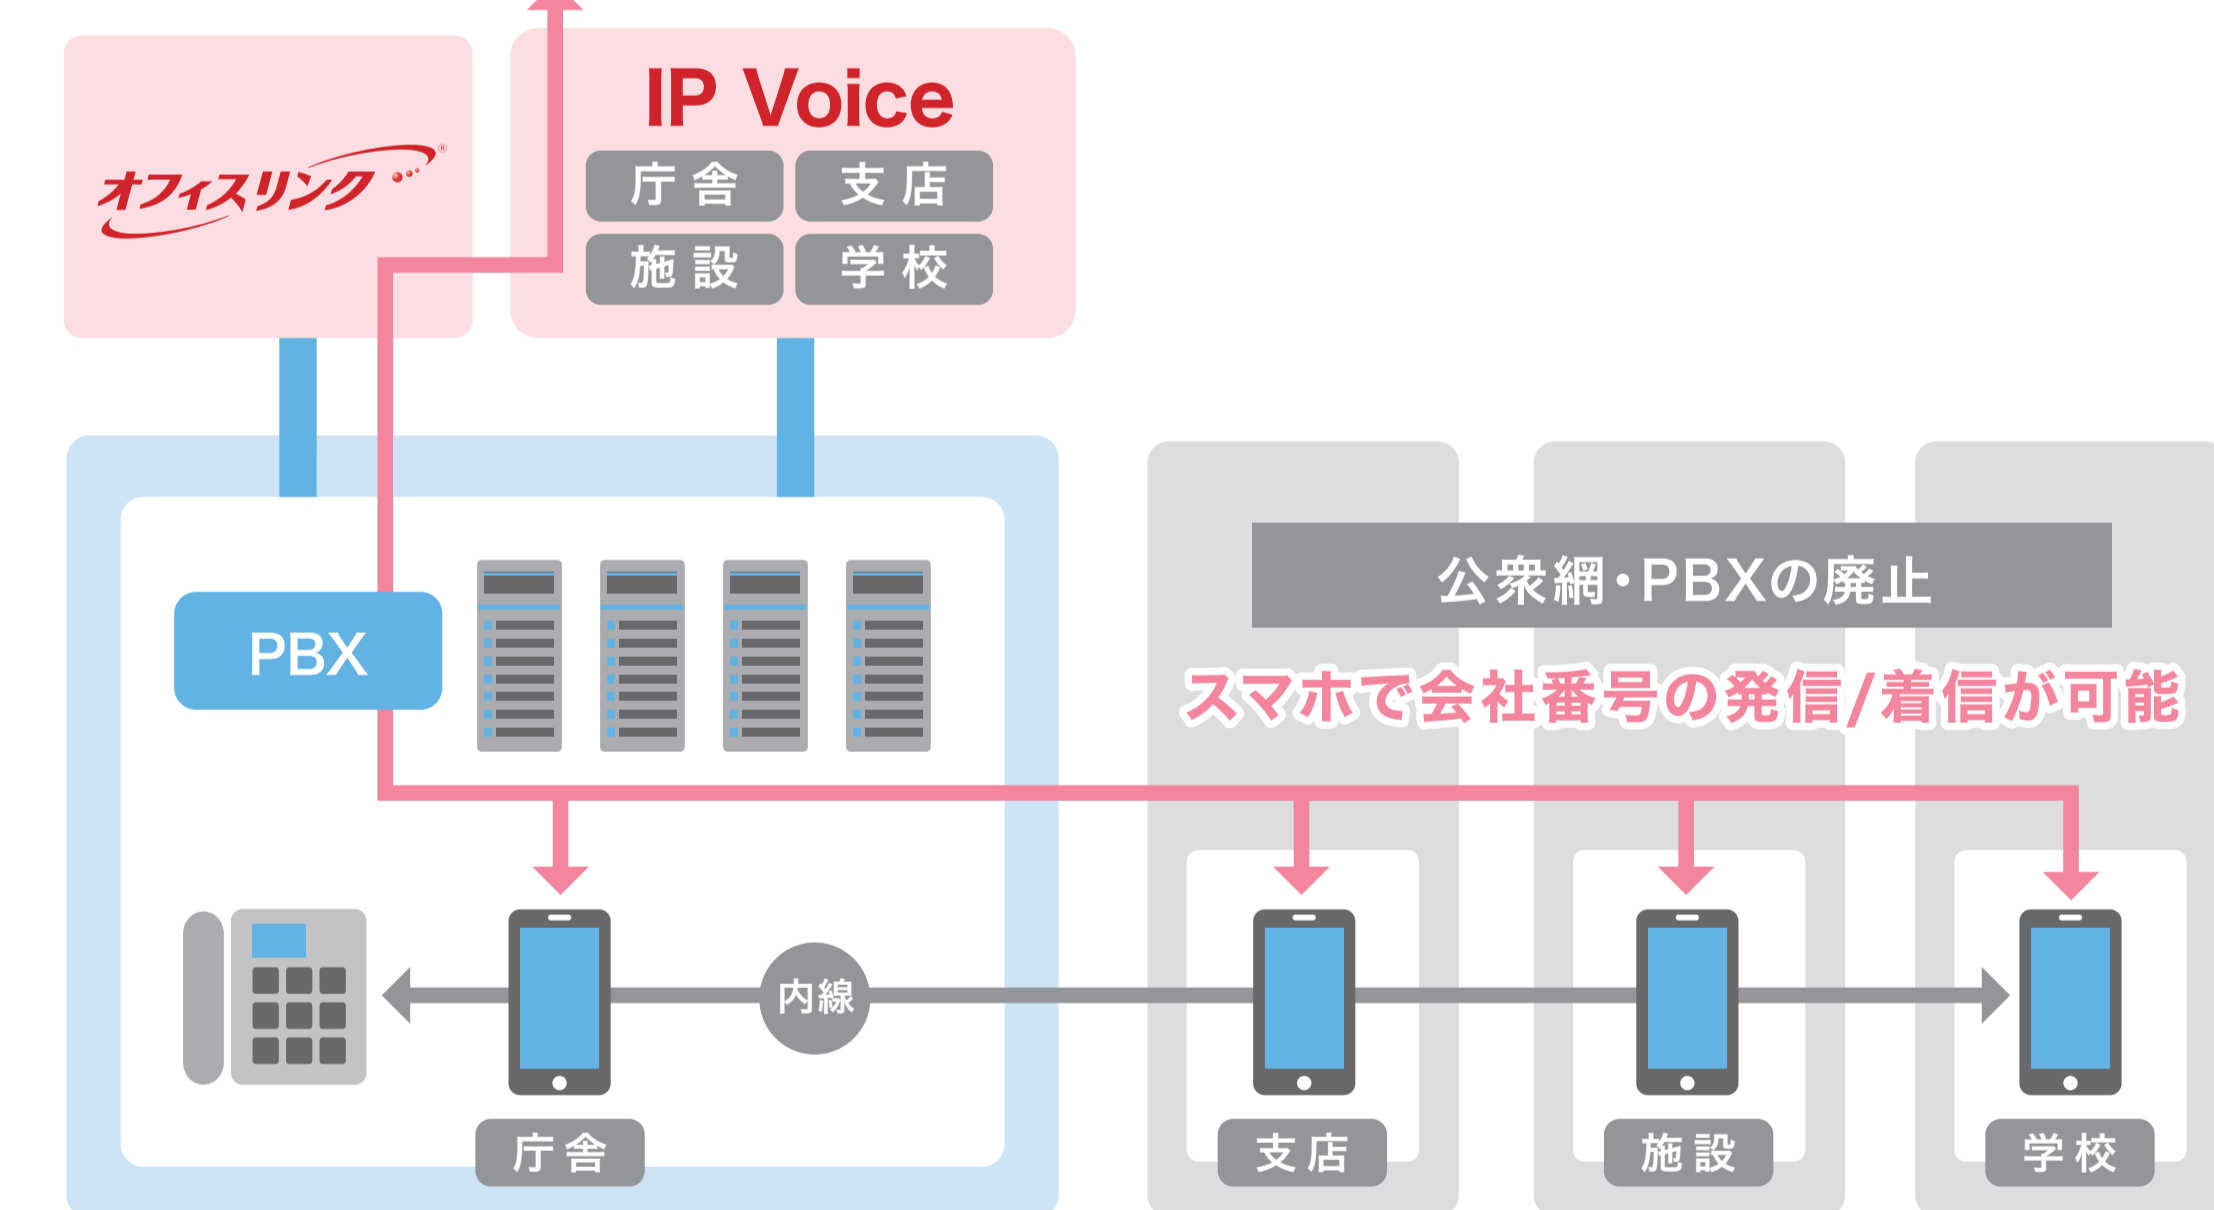 オフィスリンク®
IP Voice
庁舎
支店
施設
学校
PBX
公衆網・PBXの廃止
スマホで会社番号の発信/着信が可能
内線
庁舎
支店
施設
学校